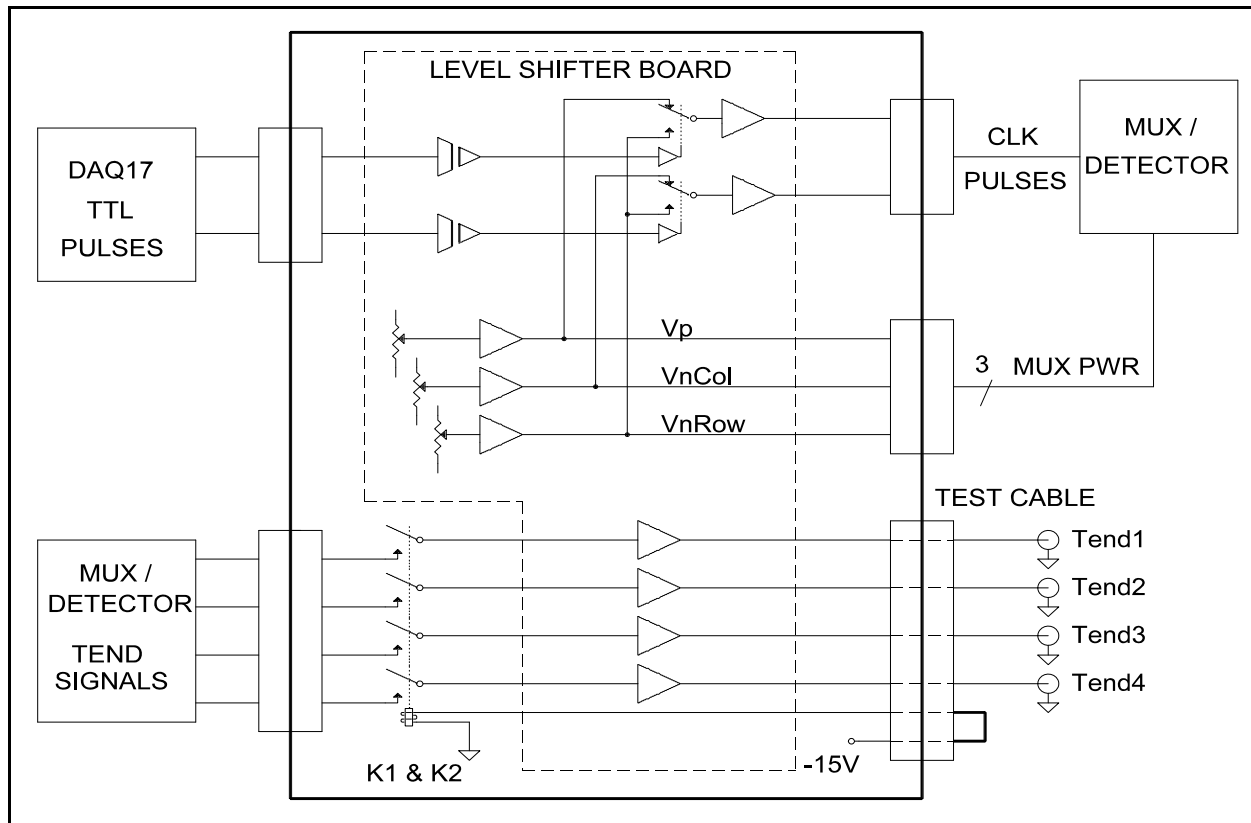 LEVEL SHIFTER BOARD
DAQ17
TTL
PULSES
CLK
PULSES
MUX /
DETECTOR
Vp
VnCol
VnRow
3
MUX PWR
TEST CABLE
MUX /
DETECTOR
TEND
SIGNALS
Tend1
Tend2
Tend3
Tend4
K1 & K2
-15V